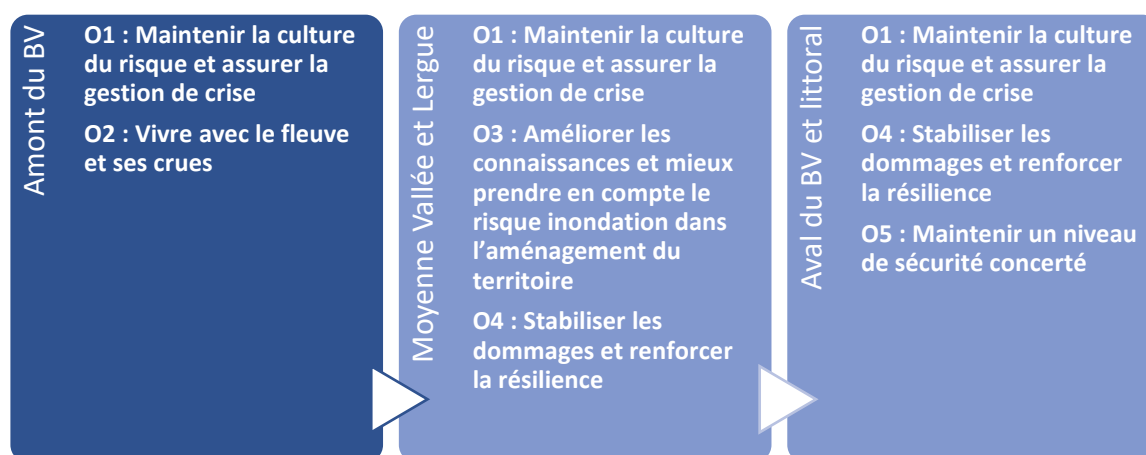 Amont du BV
O1 : Maintenir la culture
du risque et assurer la
gestion de crise
O2 : Vivre avec le fleuve
et ses crues
Moyenne Vallée et Lergue
O1 : Maintenir la culture
du risque et assurer la
gestion de crise
O3 : Améliorer les
connaissances et mieux
prendre en compte le
risque inondation dans
l’aménagement du
territoire
O4 : Stabiliser les
dommages et renforcer
la résilience
Aval du BV et littoral
O1 : Maintenir la culture
du risque et assurer la
gestion de crise
O4 : Stabiliser les
dommages et renforcer
la résilience
O5 : Maintenir un niveau
de sécurité concerté